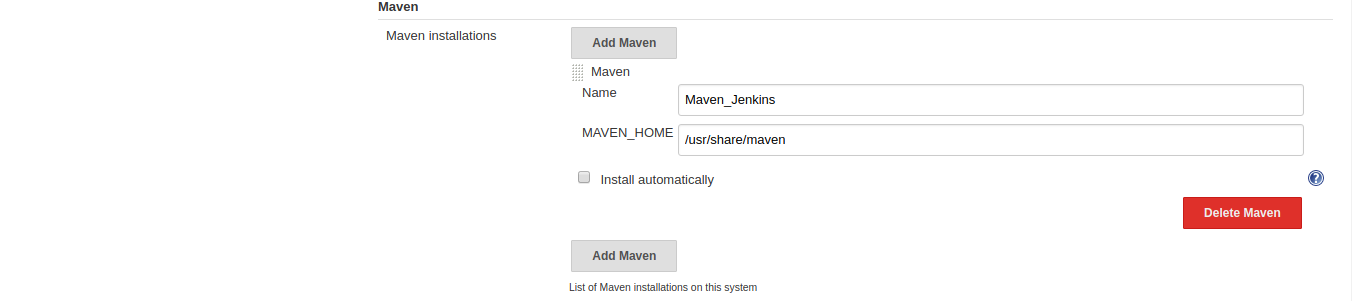 Maven
Maven installations
Add Maven
Maven
Name
Maven_Jenkins
MAVEN_HOME
/usr/share/maven
Install automatically
?
Delete Maven
Add Maven
List of Maven installations on this system